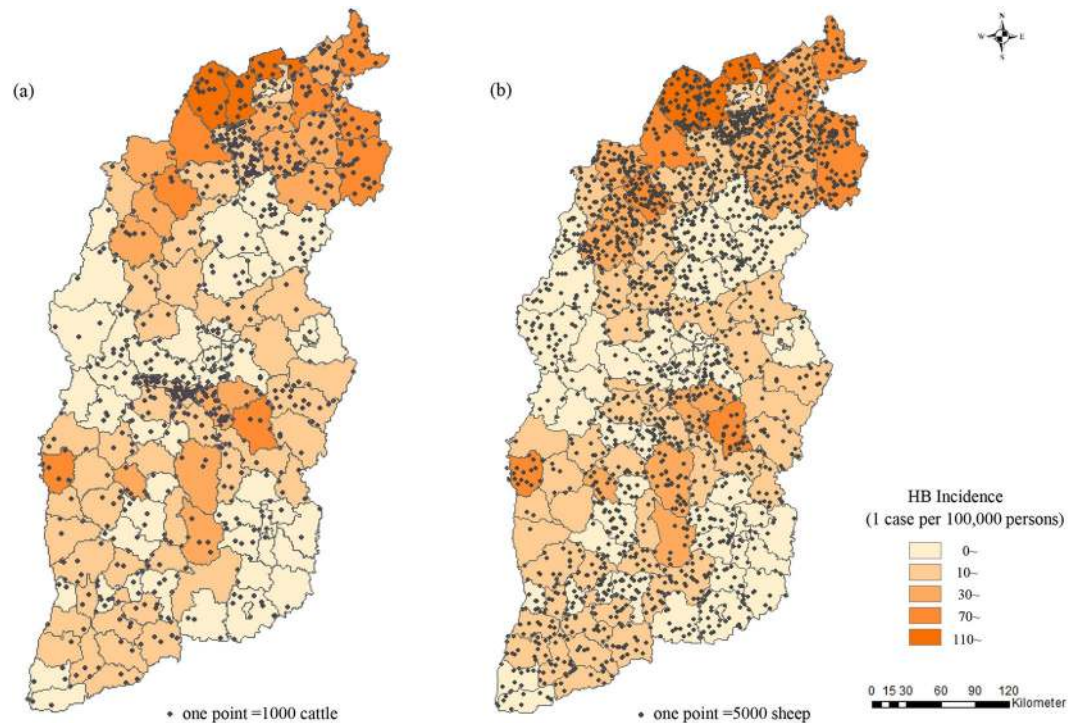 N
W E
S
(a)
(b)
HB Incidence
(1 case per 100,000 persons)
0~
10~
30~
70~
110~
0 15 30 60 90 120
Kilometer
one point =1000 cattle
one point =5000 sheep